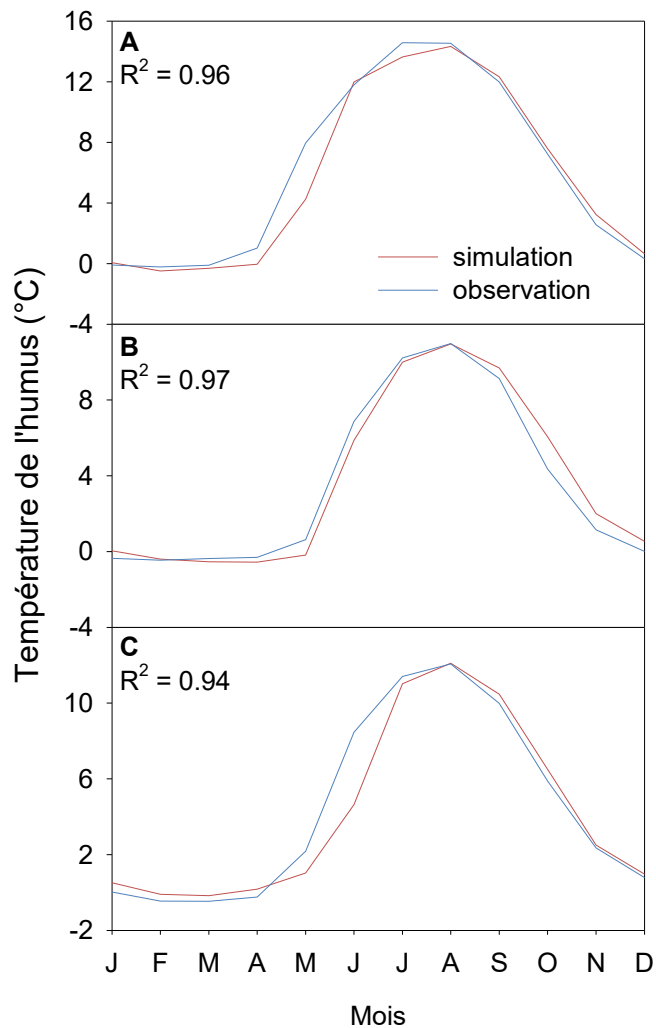 Température de l'humus (°C)
16
12
8
4
0
-4
A
R² = 0.96
simulation
observation
8
4
0
-4
B
R² = 0.97
10
6
2
-2
C
R² = 0.94
J F M A M J J A S O N D
Mois